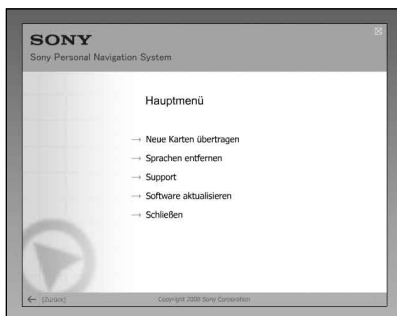 SONY
Sony Personal Navigation System
Hauptmenü
→ Neue Karten übertragen
→ Sprachen entfernen
→ Support
→ Software aktualisieren
→ Schließen
← [Zurück] Copyright 2008 Sony Corporation